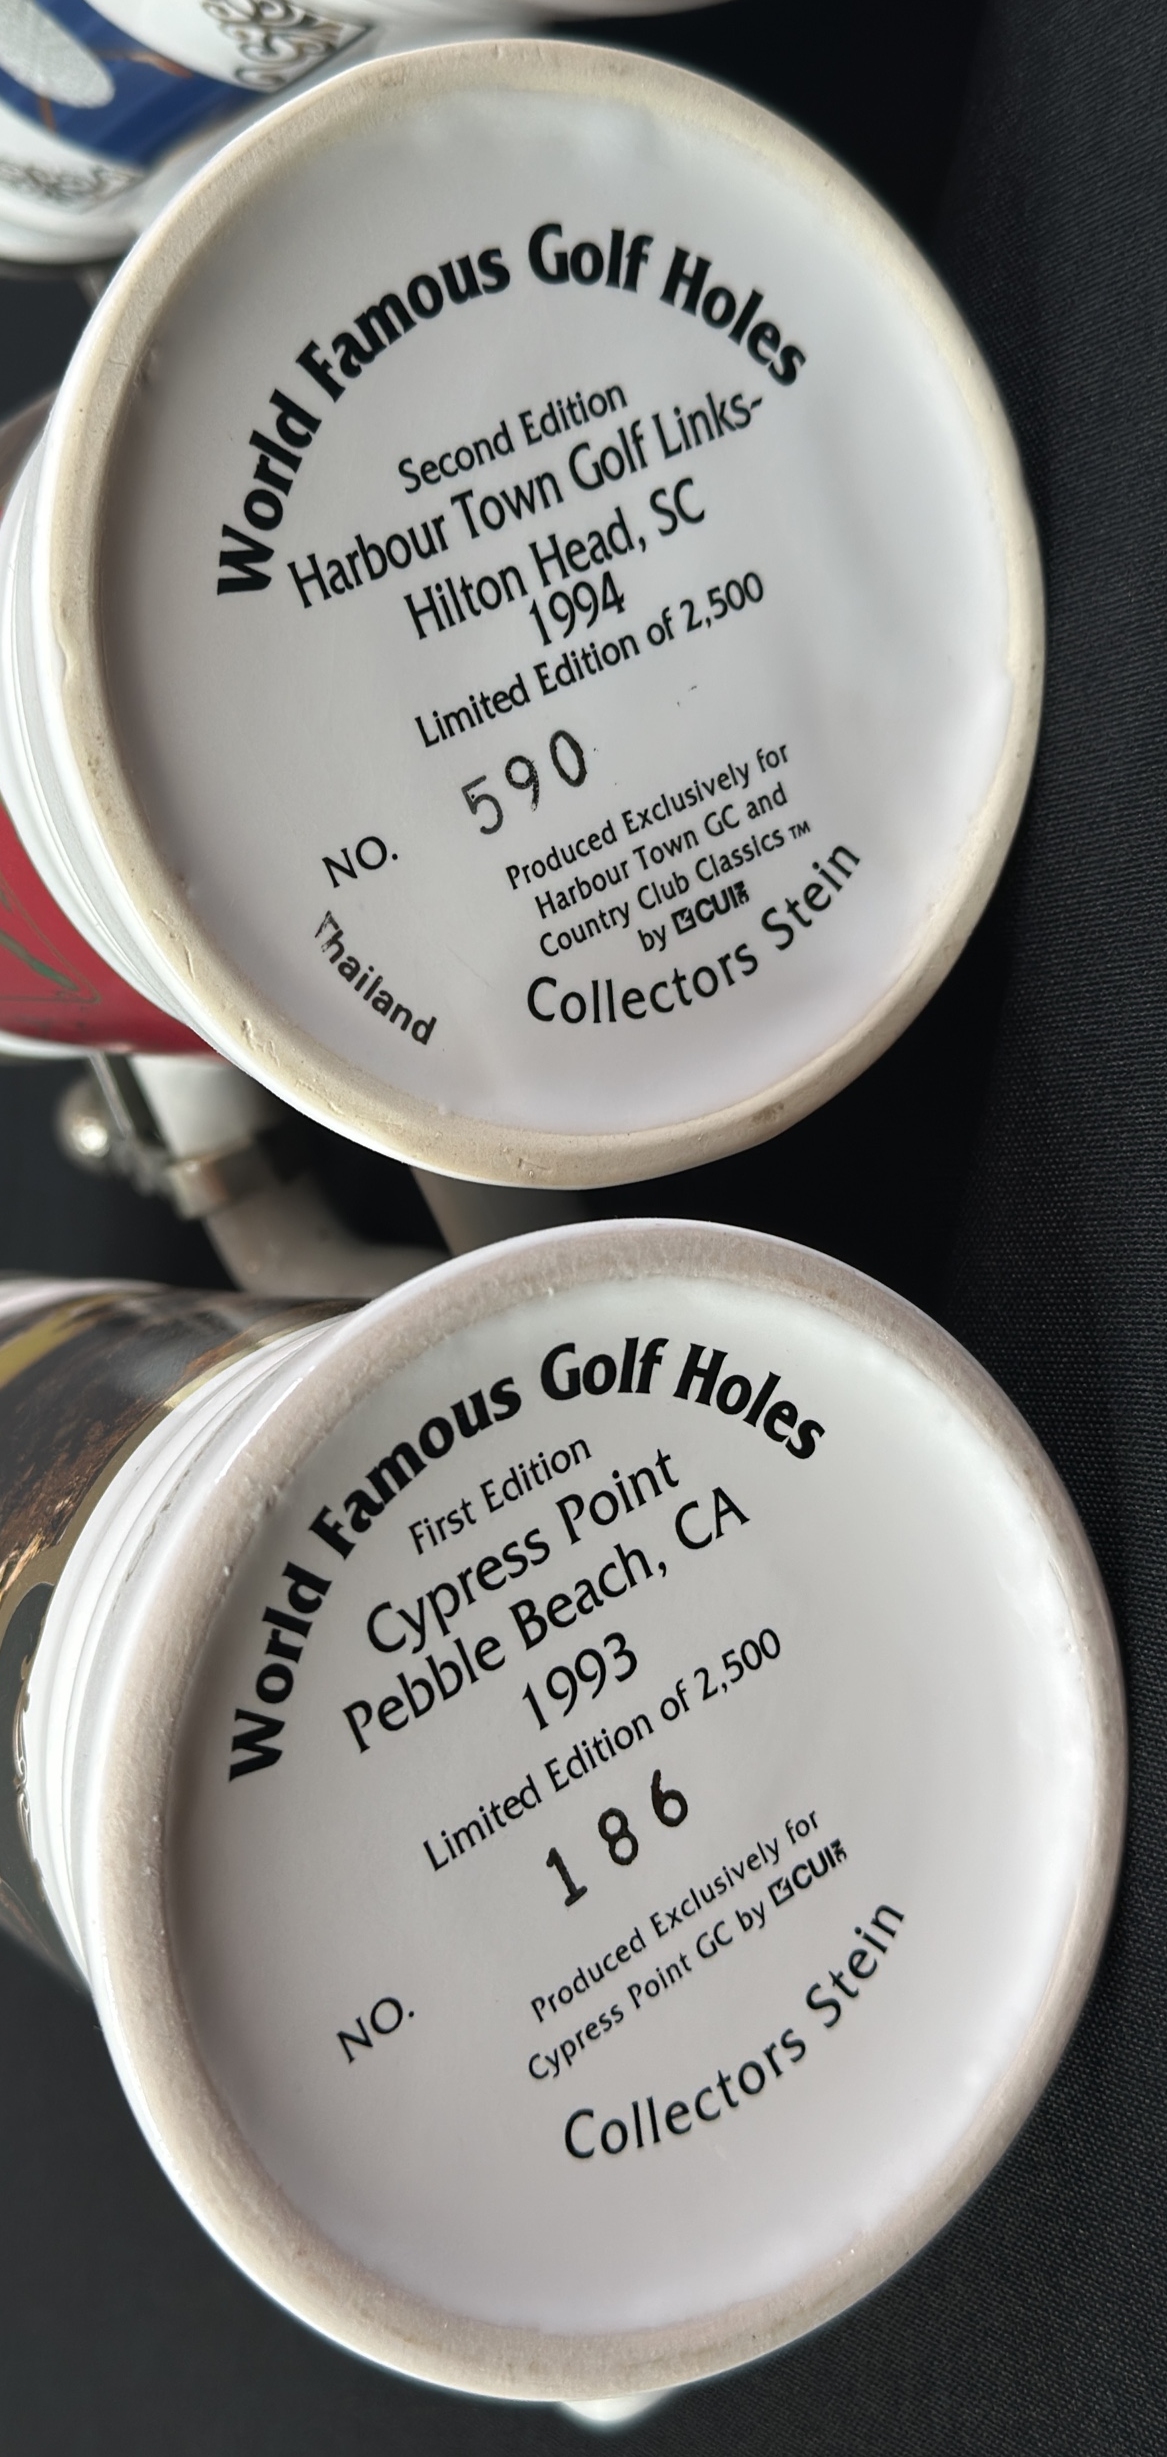 World Famous Golf Holes
Second Edition
Harbour Town Golf Links-
Hilton Head, SC
1994
Limited Edition of 2,500
NO. 590
Produced Exclusively for
Harbour Town GC and
Country Club Classics™
by CUI
Collectors Stein
Thailand
World Famous Golf Holes
First Edition
Cypress Point
Pebble Beach, CA
1993
Limited Edition of 2,500
NO. 186
Produced Exclusively for
Cypress Point GC by CUI
Collectors Stein